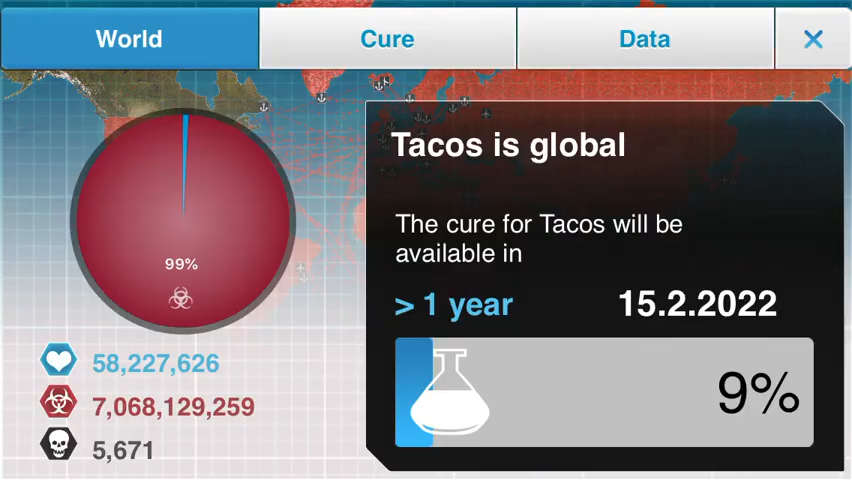 World
Cure
Data
Tacos is global
The cure for Tacos will be
available in
> 1 year
15.2.2022
99%
9%
58,227,626
7,068,129,259
5,671